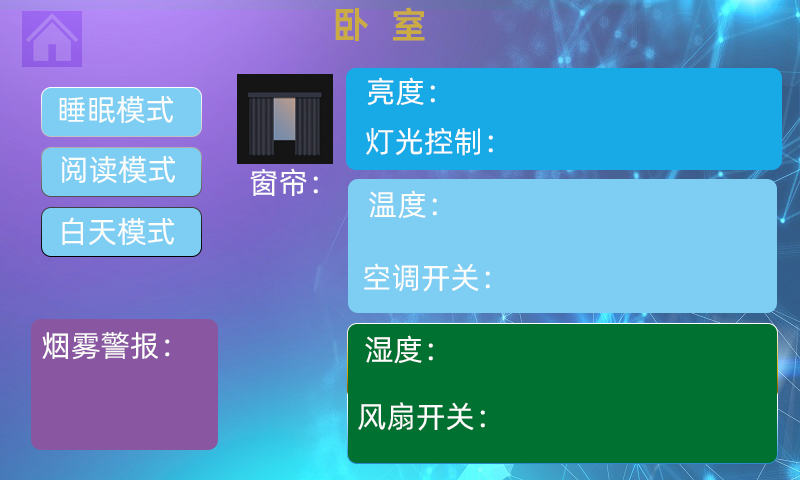 卧 室
睡眠模式
阅读模式
白天模式
窗帘：
亮度：
灯光控制：
温度：
空调开关：
湿度：
风扇开关：
烟雾警报：